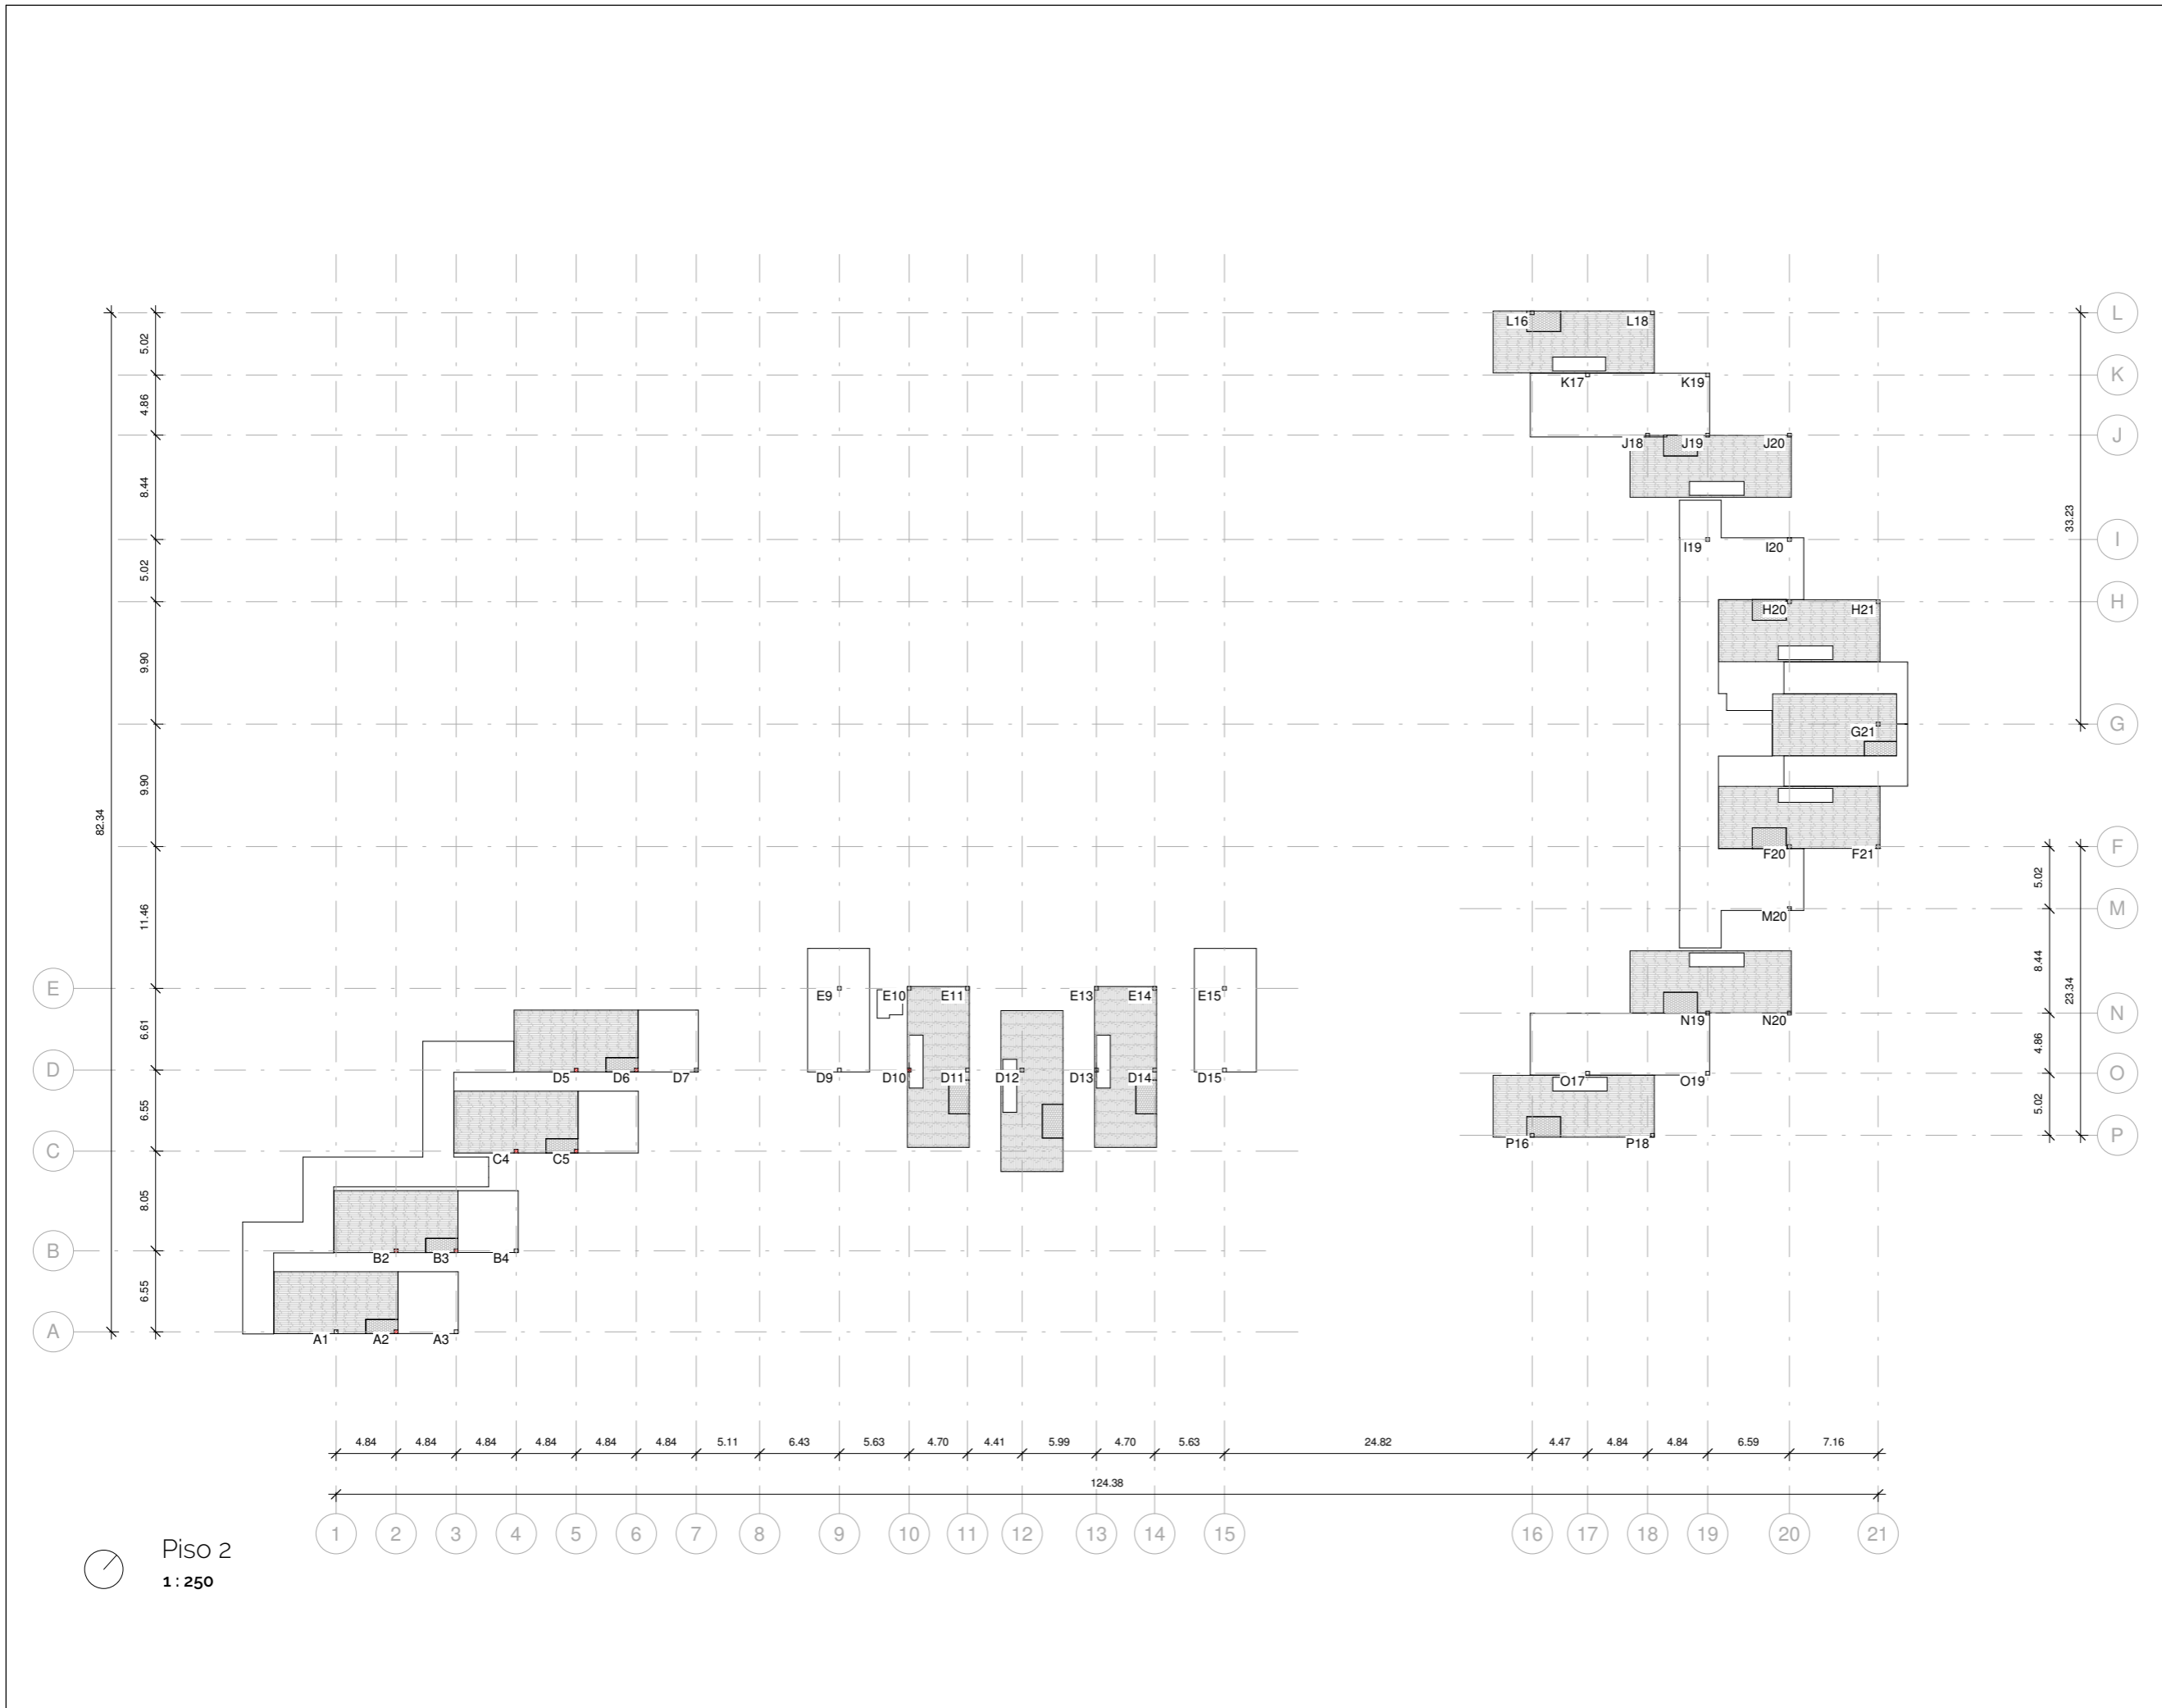 L16 L18 L
5.02
K17 K19 K
4.86
J18 J19 J20 J
8.44
33.23
I19 I20 I
5.02
H20 H21 H
9.90
G21 G
9.90
82.34
F20 F21 F
5.02
11.46
M20 M
8.44
23.34
E E9 E10 E11 E13 E14 E15
6.61
N19 N20 N
4.86
D D5 D6 D7 D9 D10 D11 D12 D13 D14 D15
O17 O19 O
6.55
5.02
P16 P18 P
C C4 C5
8.05
B B2 B3 B4
6.55
A A1 A2 A3
4.84 4.84 4.84 4.84 4.84 4.84 5.11 6.43 5.63 4.70 4.41 5.99 4.70 5.63 24.82 4.47 4.84 4.84 6.59 7.16
124.38
1 2 3 4 5 6 7 8 9 10 11 12 13 14 15 16 17 18 19 20 21
Piso 2
1 : 250